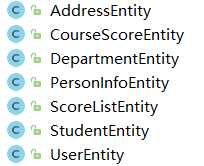 C AddressEntity
C CourseScoreEntity
C DepartmentEntity
C PersonInfoEntity
C ScoreListEntity
C StudentEntity
C UserEntity